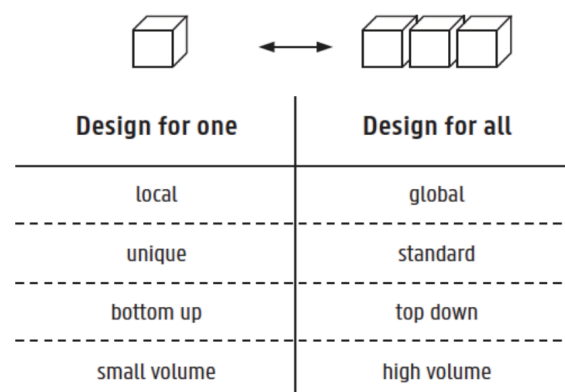 Design for one
Design for all
local
global
unique
standard
bottom up
top down
small volume
high volume